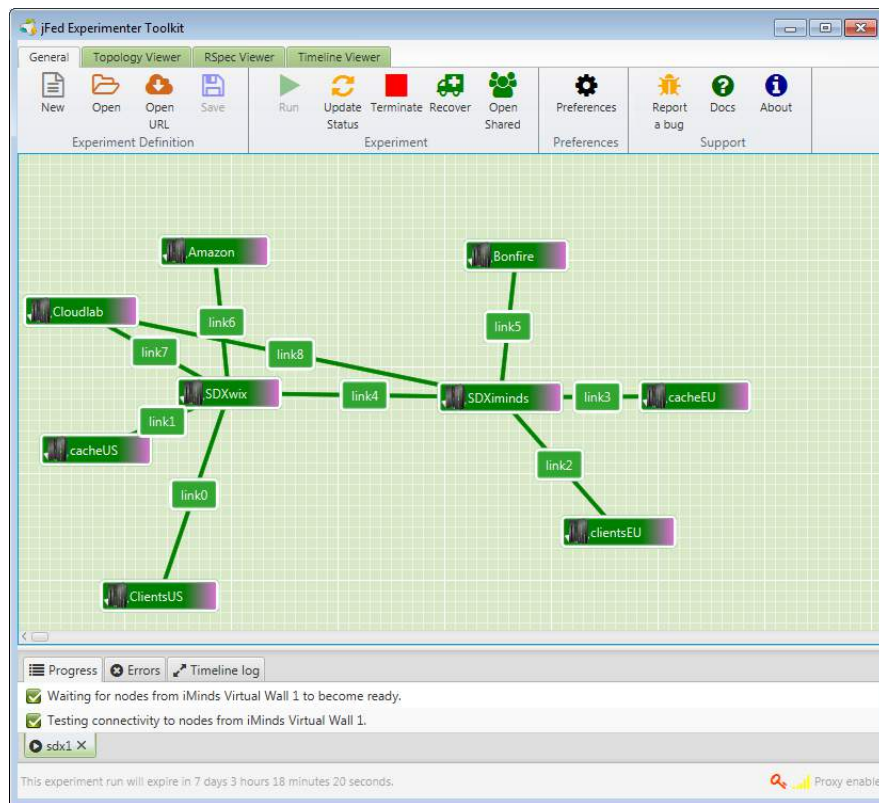 jFed Experimenter Toolkit
General Topology Viewer RSpec Viewer Timeline Viewer
New Open Open URL Save Run Update Status Terminate Recover Open Shared Preferences Report a bug Docs About
Experiment Definition Experiment Preferences Support
Amazon
Bonfire
Cloudlab
link6
link5
link7
link8
SDXwix
link4
SDXiminds
link3
cacheEU
link1
cacheUS
link2
link0
clientsEU
ClientsUS
Progress Errors Timeline log
Waiting for nodes from iMinds Virtual Wall 1 to become ready.
Testing connectivity to nodes from iMinds Virtual Wall 1.
sdx1
This experiment run will expire in 7 days 3 hours 18 minutes 20 seconds. Proxy enable